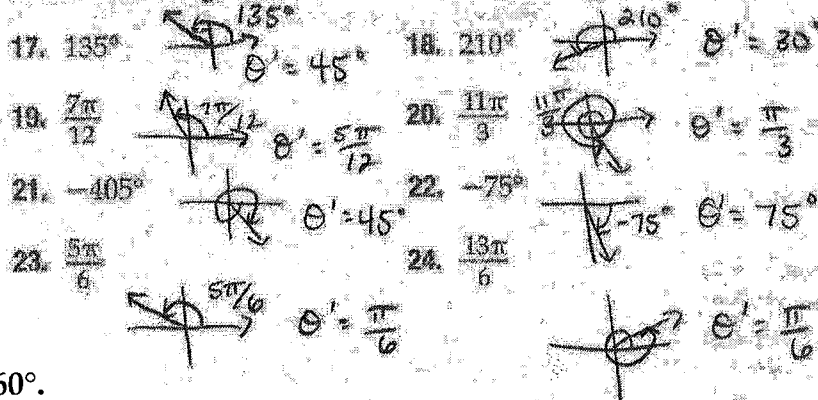 17. 135° 135° θ' = 45°
18. 210° 210° θ' = 30°
19. 7π/12 7π/12 θ' = 5π/12
20. 11π/3 11π/3 θ' = π/3
21. −405° θ' = 45°
22. −75° -75° θ' = 75°
23. 5π/6 5π/6 θ' = π/6
24. 13π/6 θ' = π/6
60°.